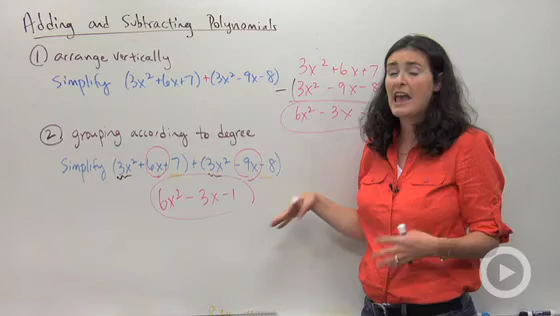 Adding and Subtracting Polynomials
① arrange vertically
Simplify (3x²+6x+7)+(3x²-9x-8)
3x²+6x+7
-(3x²-9x-8
6x²-3x
② grouping according to degree
Simplify (3x²+6x+7)+(3x²-9x-8)
6x²-3x-1